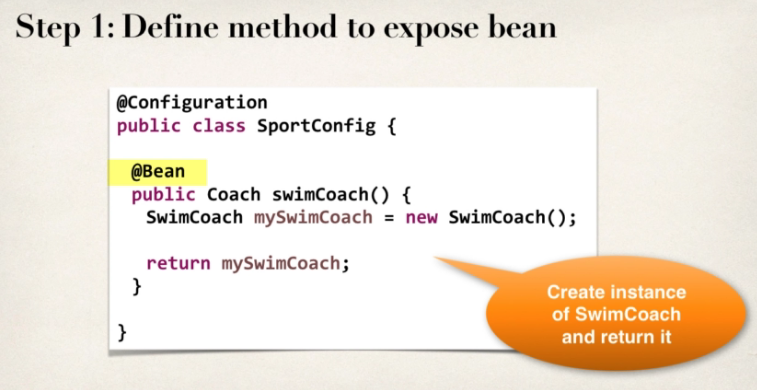 Step 1: Define method to expose bean
@Configuration
public class SportConfig {
@Bean
public Coach swimCoach() {
SwimCoach mySwimCoach = new SwimCoach();
return mySwimCoach;
}
}
Create instance
of SwimCoach
and return it